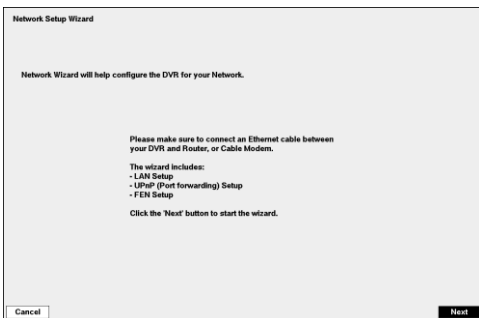 Network Setup Wizard
Network Wizard will help configure the DVR for your Network.
Please make sure to connect an Ethernet cable between
your DVR and Router, or Cable Modem.
The wizard includes:
- LAN Setup
- UPnP (Port forwarding) Setup
- FEN Setup
Click the 'Next' button to start the wizard.
Cancel
Next